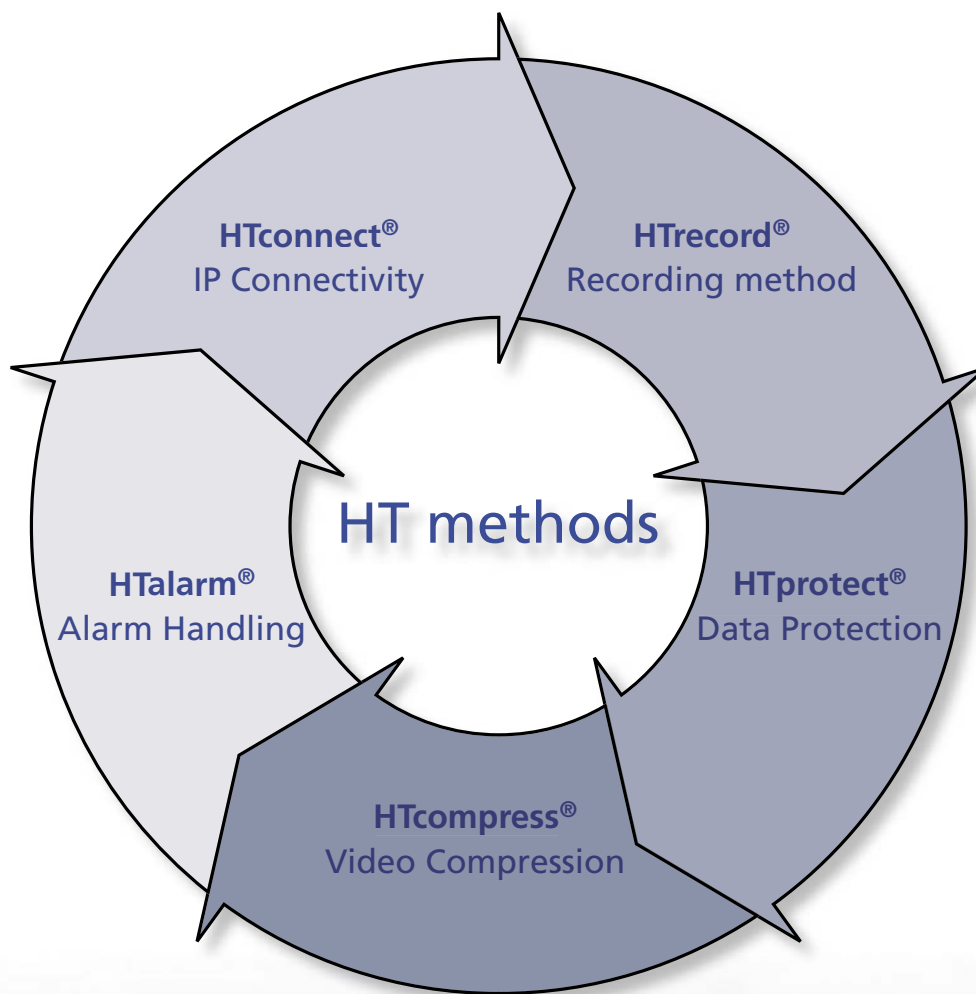 HTconnect®
IP Connectivity
HTrecord®
Recording method
HT methods
HTalarm®
Alarm Handling
HTprotect®
Data Protection
HTcompress®
Video Compression